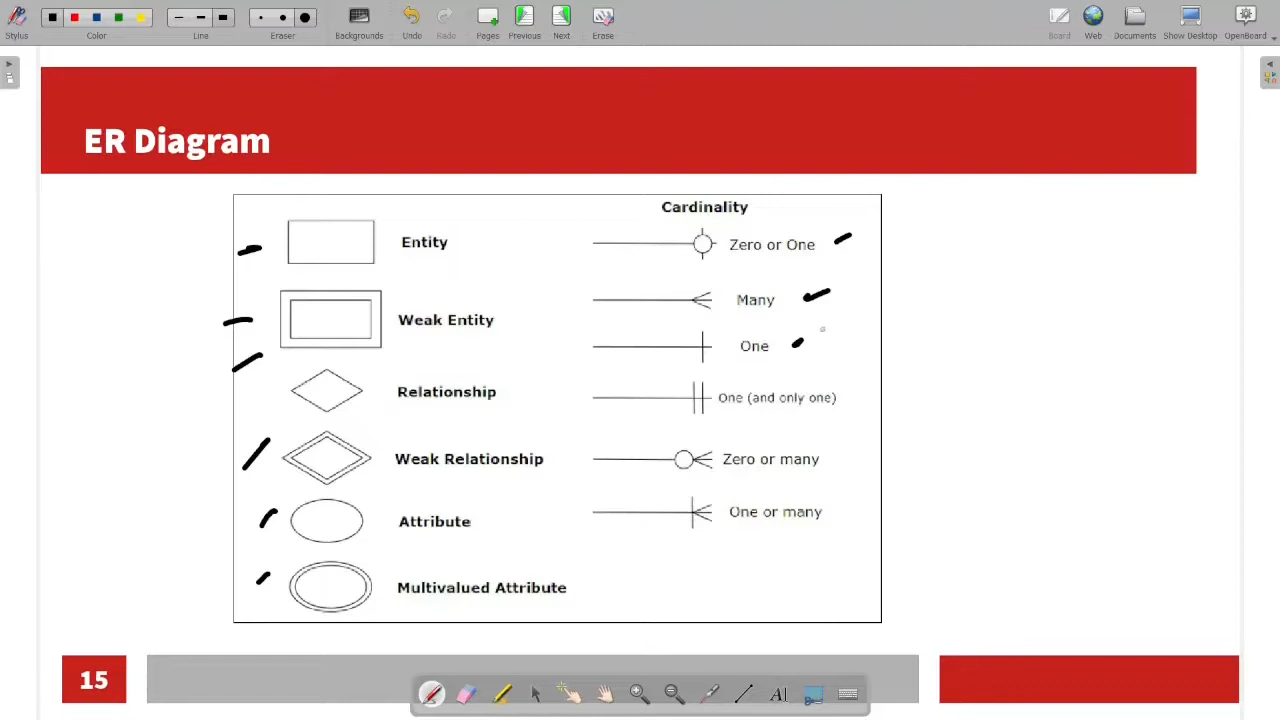 Stylus
Color
Line
Eraser
Backgrounds
Undo
Redo
Pages
Previous
Next
Erase
Board
Web
Documents
Show Desktop
OpenBoard
ER Diagram
Cardinality
Entity
Zero or One
Many
Weak Entity
One
Relationship
One (and only one)
Weak Relationship
Zero or many
Attribute
One or many
Multivalued Attribute
15
AI